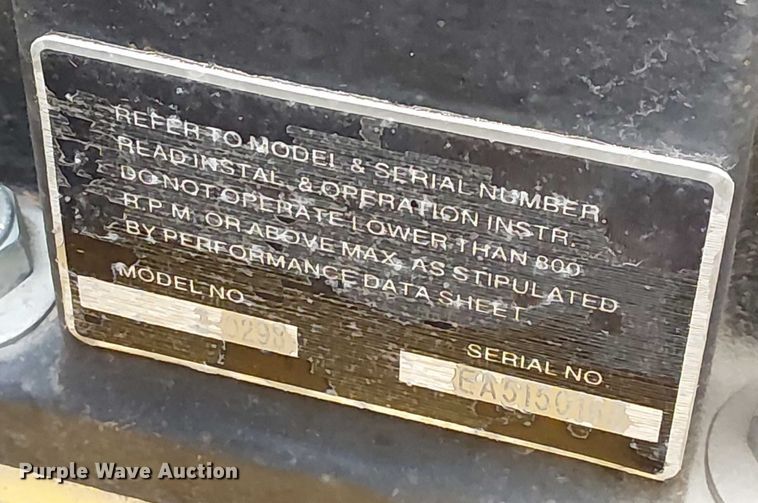 REFER TO MODEL & SERIAL NUMBER.
READ INSTAL. & OPERATION INSTR.
DO NOT OPERATE LOWER THAN 800
R.P.M. OR ABOVE MAX. AS STIPULATED
BY PERFORMANCE DATA SHEET
MODEL NO.
SERIAL NO.
Purple Wave Auction